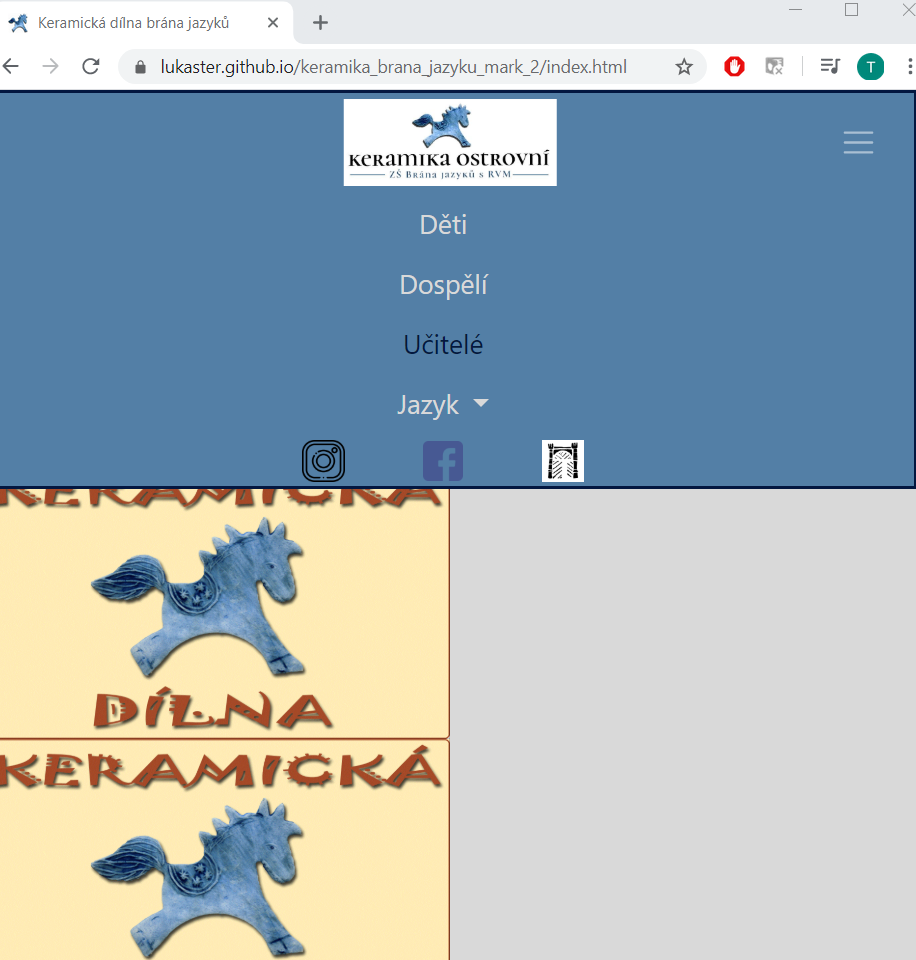 Keramická dílna brána jazyků
lukaster.github.io/keramika_brana_jazyku_mark_2/index.html
T
KERAMIKA OSTROVNÍ
ZŠ Brána jazyků s RVM
Děti
Dospělí
Učitelé
Jazyk
KERAMICKÁ
DÍLNA
KERAMICKÁ